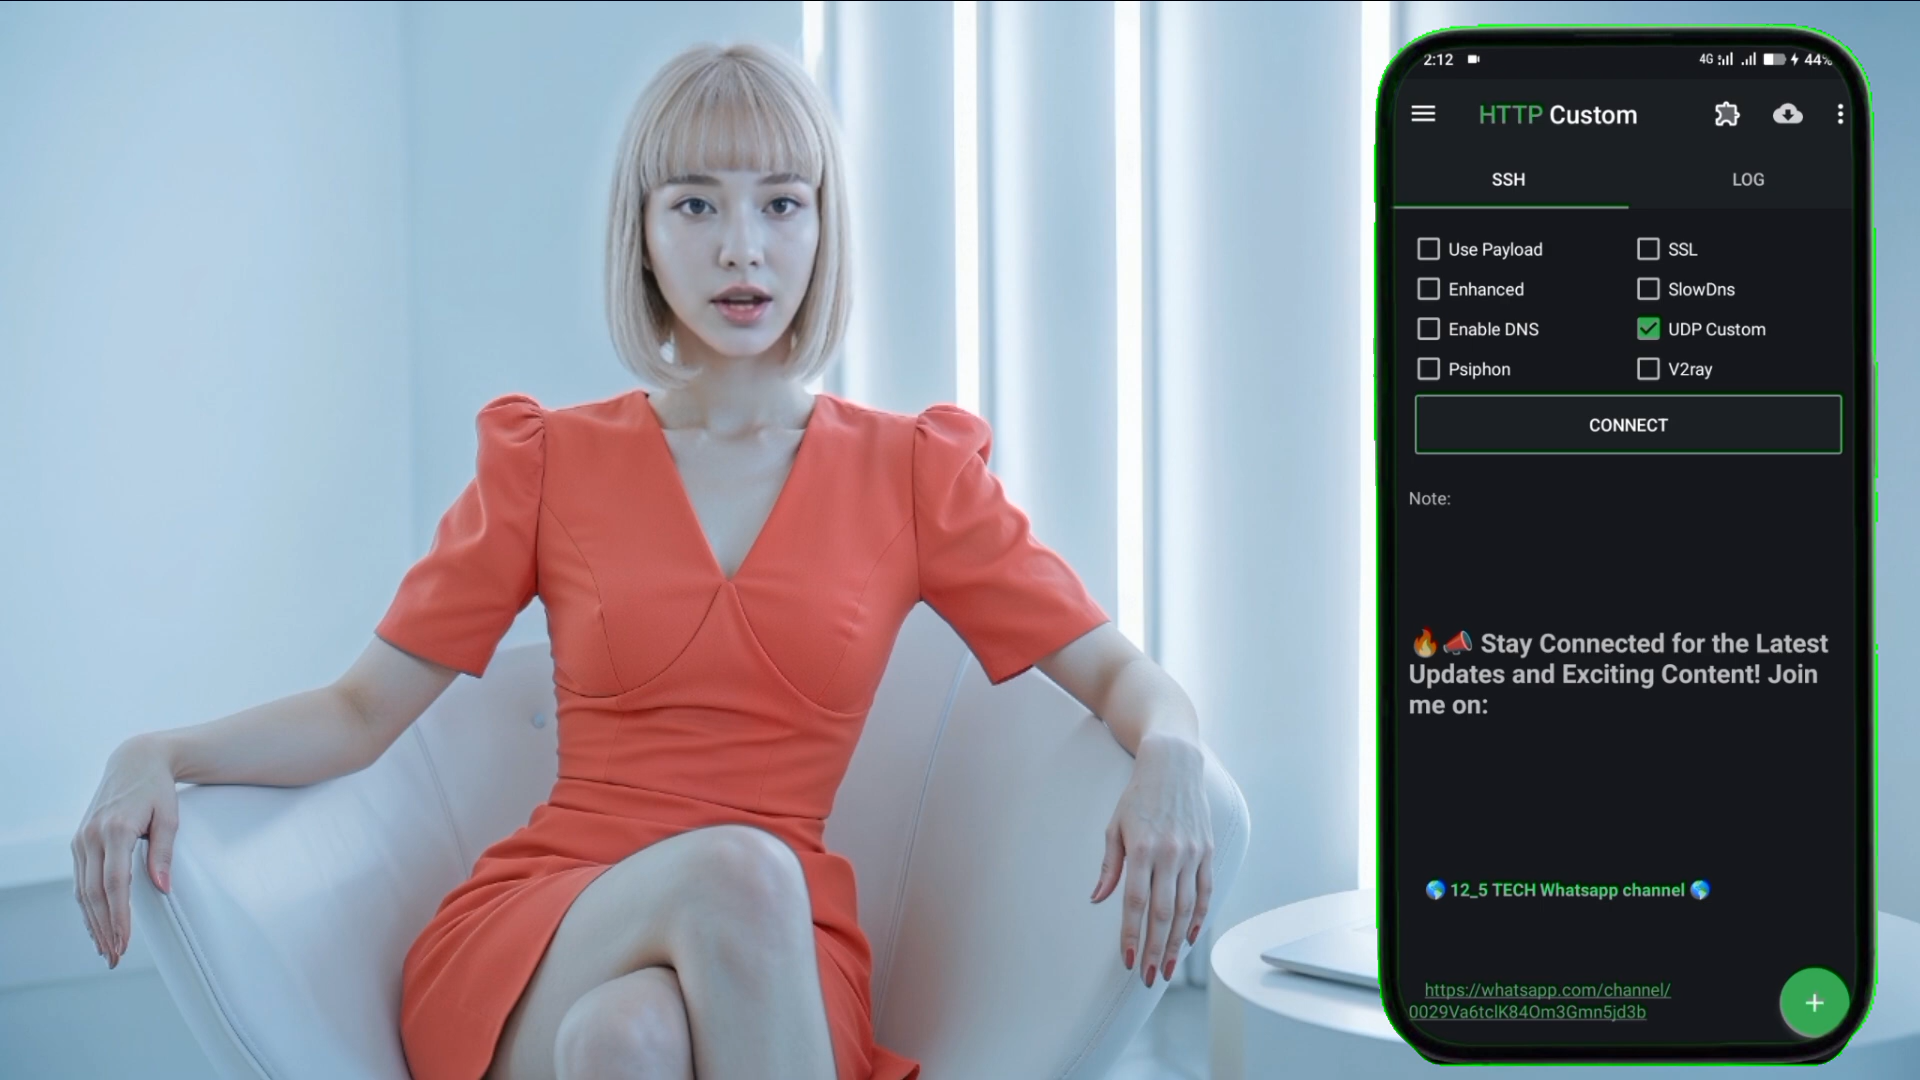 2:12 4G 44%
HTTP Custom
SSH LOG
Use Payload SSL
Enhanced SlowDns
Enable DNS UDP Custom
Psiphon V2ray
CONNECT
Note:
🔥📣 Stay Connected for the Latest
Updates and Exciting Content! Join
me on:
🌎 12_5 TECH Whatsapp channel 🌎
https://whatsapp.com/channel/
0029Va6tclK84Om3Gmn5jd3b
+